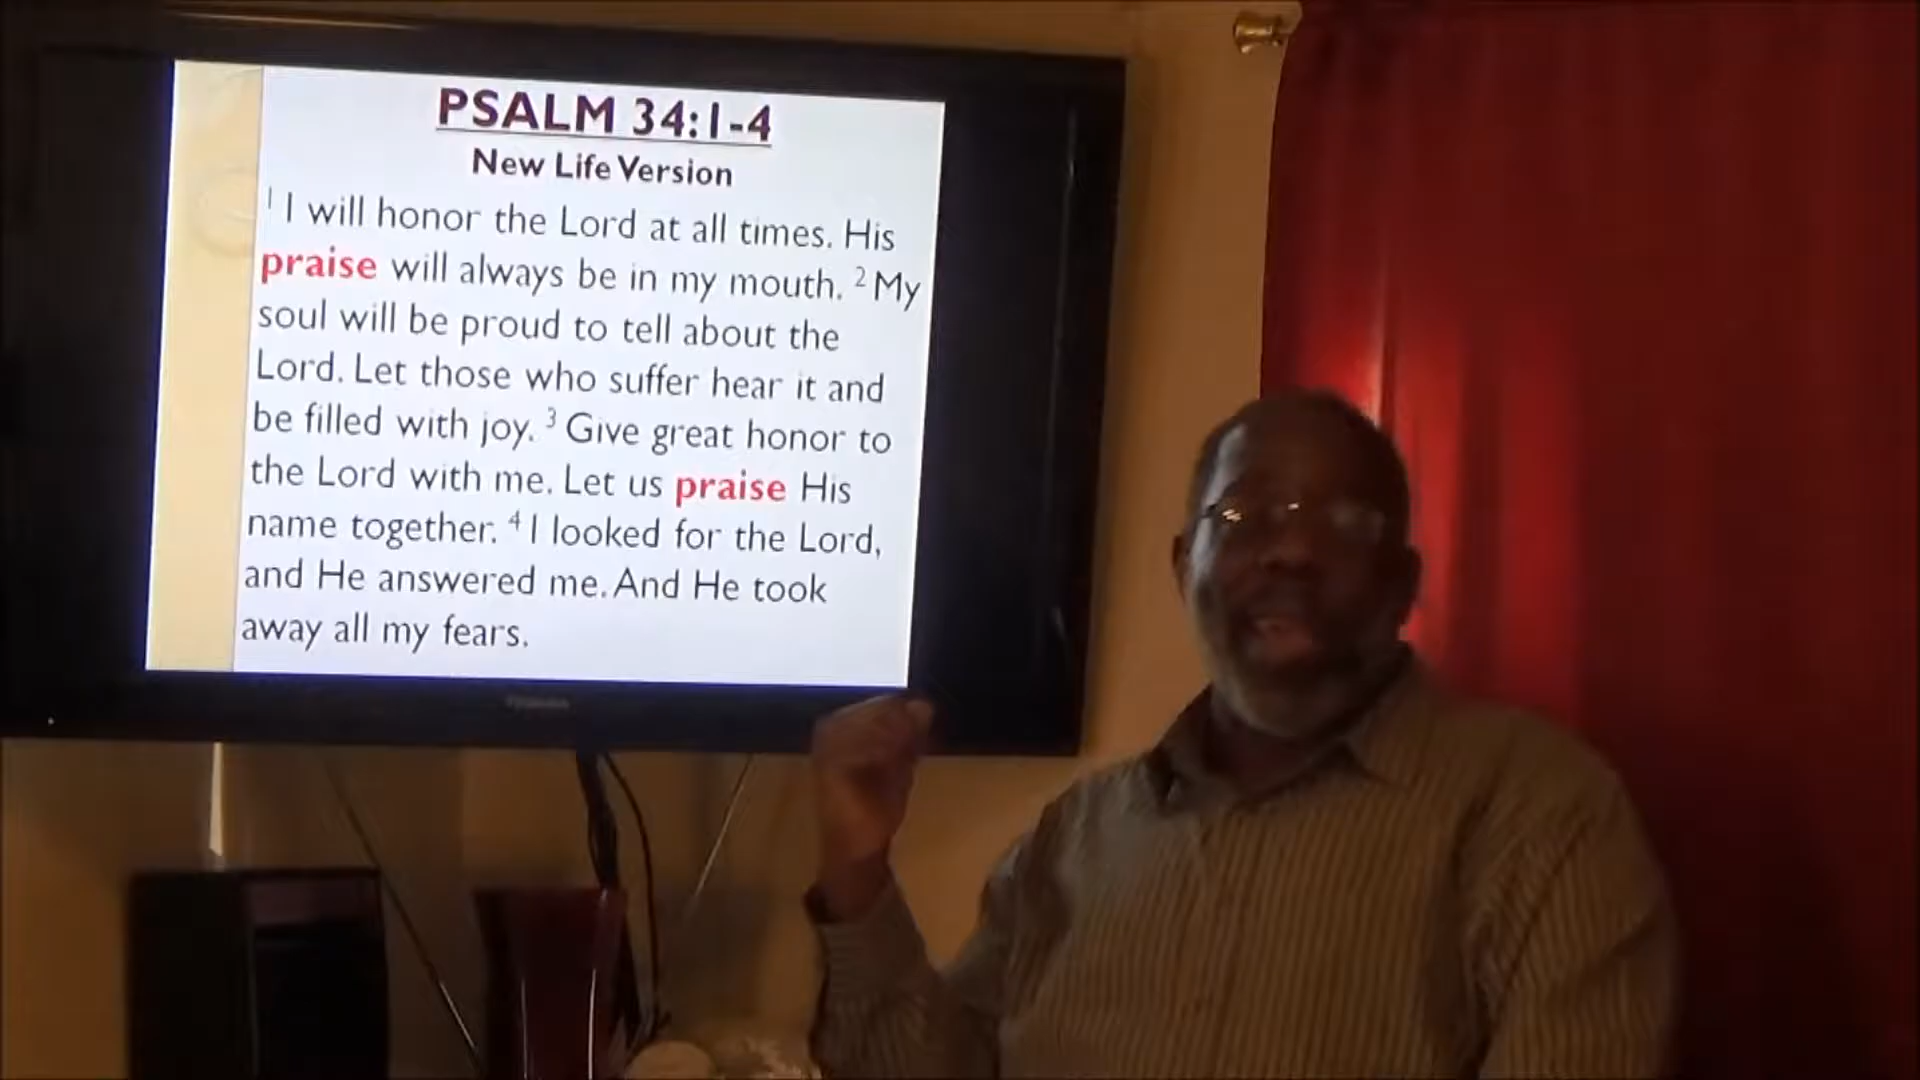 PSALM 34:1-4
New Life Version
1 I will honor the Lord at all times. His
praise will always be in my mouth. 2 My
soul will be proud to tell about the
Lord. Let those who suffer hear it and
be filled with joy. 3 Give great honor to
the Lord with me. Let us praise His
name together. 4 I looked for the Lord,
and He answered me. And He took
away all my fears.